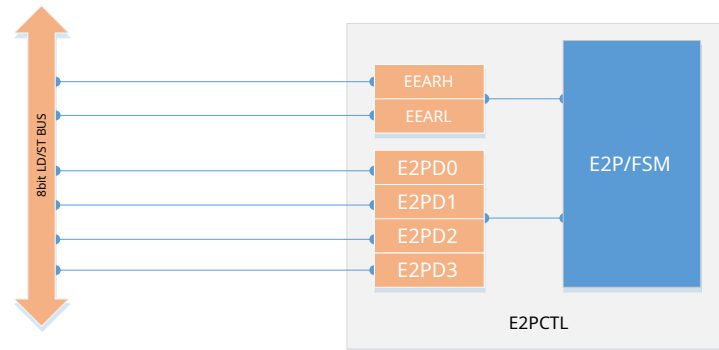 8bit LD/ST BUS
EEARH
EEARL
E2PD0
E2PD1
E2PD2
E2PD3
E2P/FSM
E2PCTL